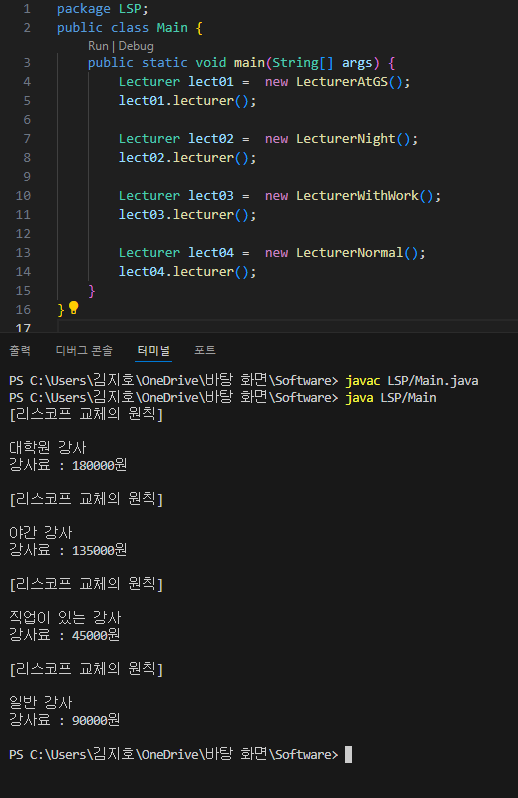 1 package LSP;
2 public class Main {
Run | Debug
3 public static void main(String[] args) {
4 Lecturer lect01 =  new LecturerAtGS();
5 lect01.lecturer();
6
7 Lecturer lect02 =  new LecturerNight();
8 lect02.lecturer();
9
10 Lecturer lect03 =  new LecturerWithWork();
11 lect03.lecturer();
12
13 Lecturer lect04 =  new LecturerNormal();
14 lect04.lecturer();
15 }
16 }
17
출력 디버그 콘솔 터미널 포트
PS C:\Users\김지호\OneDrive\바탕 화면\Software> javac LSP/Main.java
PS C:\Users\김지호\OneDrive\바탕 화면\Software> java LSP/Main
[리스코프 교체의 원칙]
대학원 강사
강사료 : 180000원
[리스코프 교체의 원칙]
야간 강사
강사료 : 135000원
[리스코프 교체의 원칙]
직업이 있는 강사
강사료 : 45000원
[리스코프 교체의 원칙]
일반 강사
강사료 : 90000원
PS C:\Users\김지호\OneDrive\바탕 화면\Software>